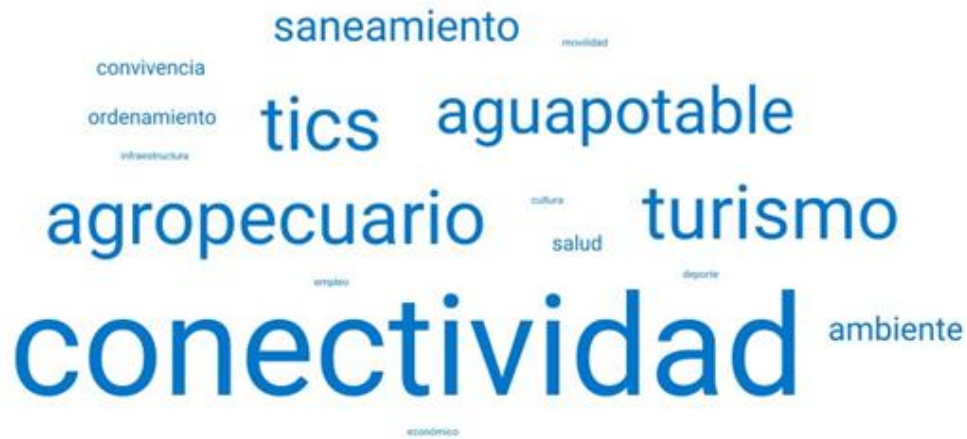 saneamiento
movilidad
convivencia
tics
aguapotable
ordenamiento
infraestructura
agropecuario
cultura
turismo
salud
empleo
deporte
conectividad
ambiente
económico